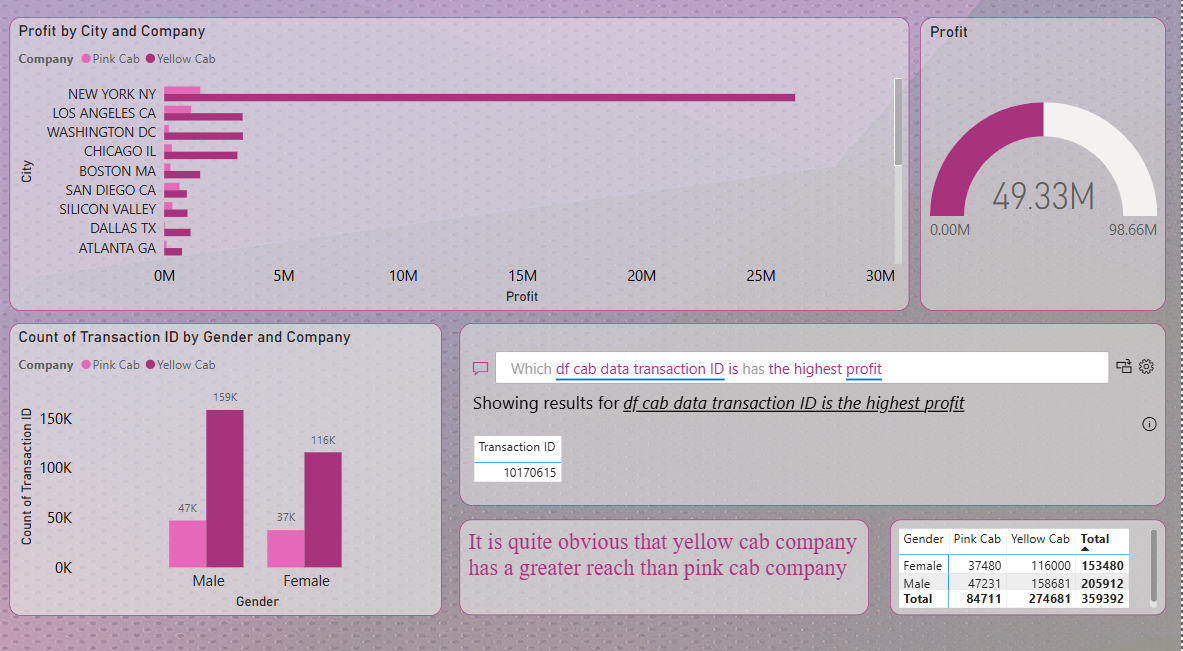 Profit by City and Company
Company Pink Cab Yellow Cab
City
NEW YORK NY
LOS ANGELES CA
WASHINGTON DC
CHICAGO IL
BOSTON MA
SAN DIEGO CA
SILICON VALLEY
DALLAS TX
ATLANTA GA
0M 5M 10M 15M 20M 25M 30M
Profit
Profit
49.33M
0.00M 98.66M
Count of Transaction ID by Gender and Company
Company Pink Cab Yellow Cab
Count of Transaction ID
150K
100K
50K
0K
47K 159K 37K 116K
Male Female
Gender
Which df cab data transaction ID is has the highest profit
Showing results for df cab data transaction ID is the highest profit
Transaction ID
10170615
It is quite obvious that yellow cab company
has a greater reach than pink cab company
Gender Pink Cab Yellow Cab Total
Female 37480 116000 153480
Male 47231 158681 205912
Total 84711 274681 359392